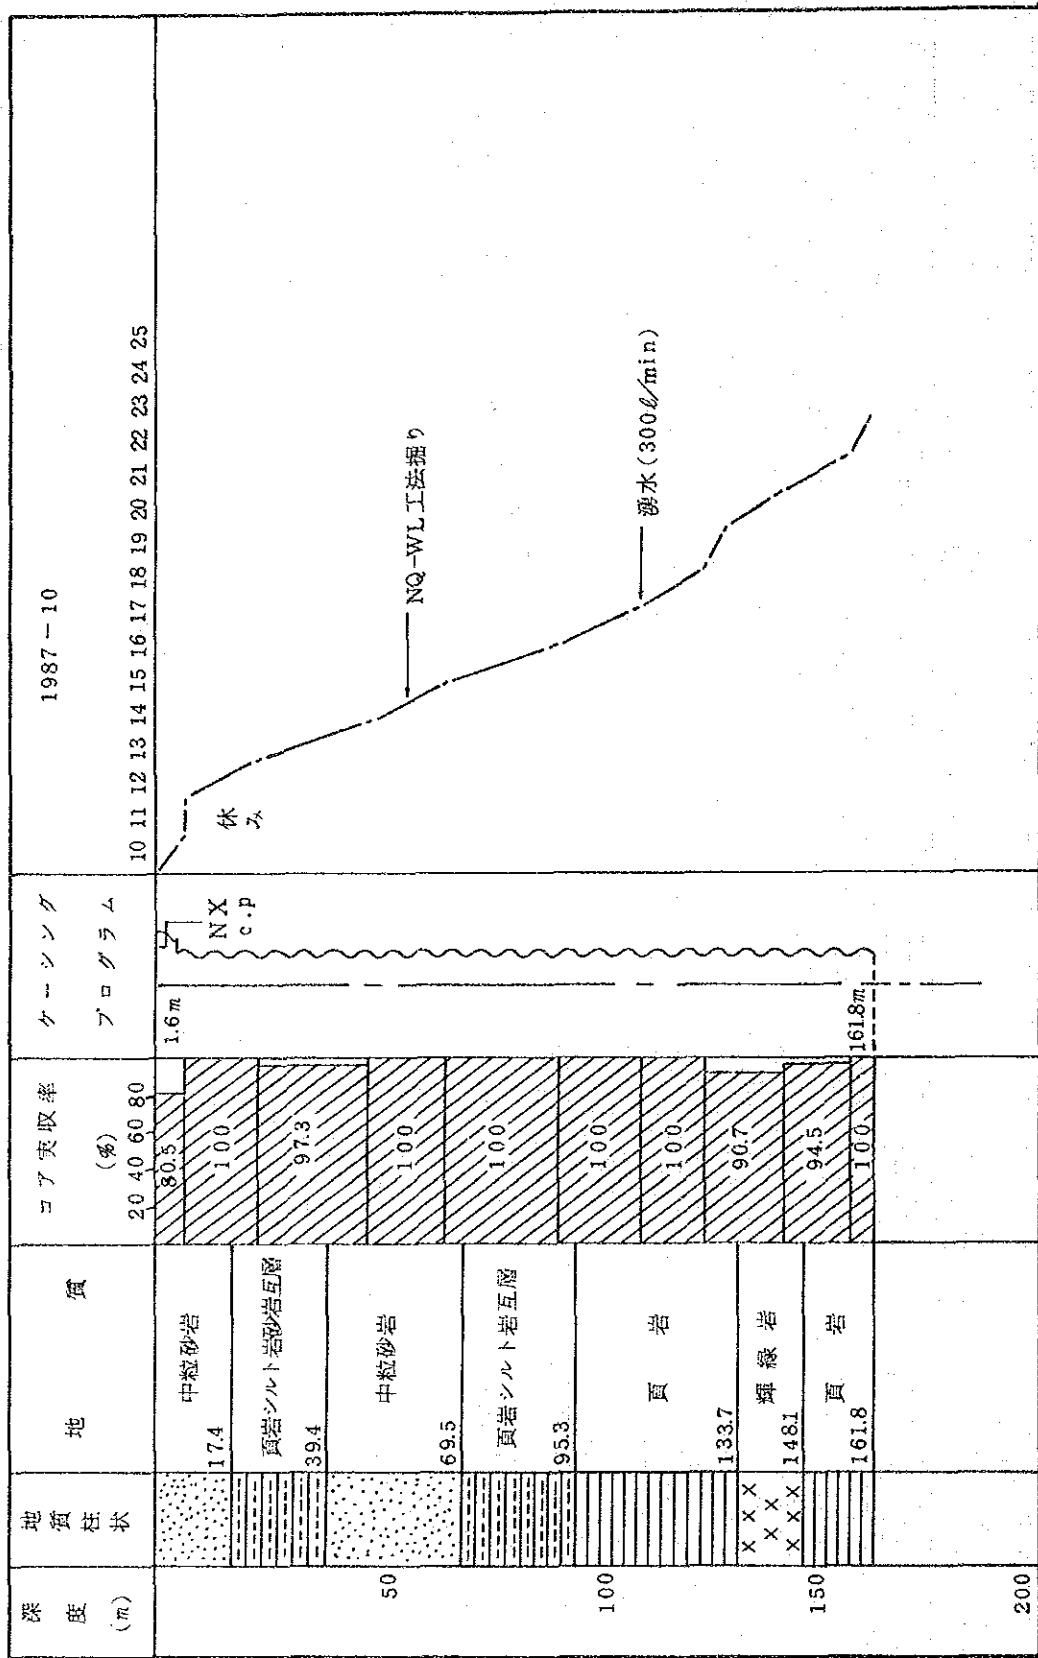 深度
(m)
地質柱状
地質
コア実収率
(%)
20 40 60 80
ケーシング
プログラム
1987-10
10 11 12 13 14 15 16 17 18 19 20 21 22 23 24 25
50
100
150
200
中粒砂岩
17.4
頁岩シルト岩砂岩互層
39.4
中粒砂岩
69.5
頁岩シルト岩互層
95.3
頁岩
133.7
輝緑岩
148.1
頁岩
161.8
80.5
100
97.3
100
100
100
100
90.7
94.5
100
1.6m
NX
c.p
161.8m
休み
NQ-WL工法掘り
湧水(300ℓ/min)